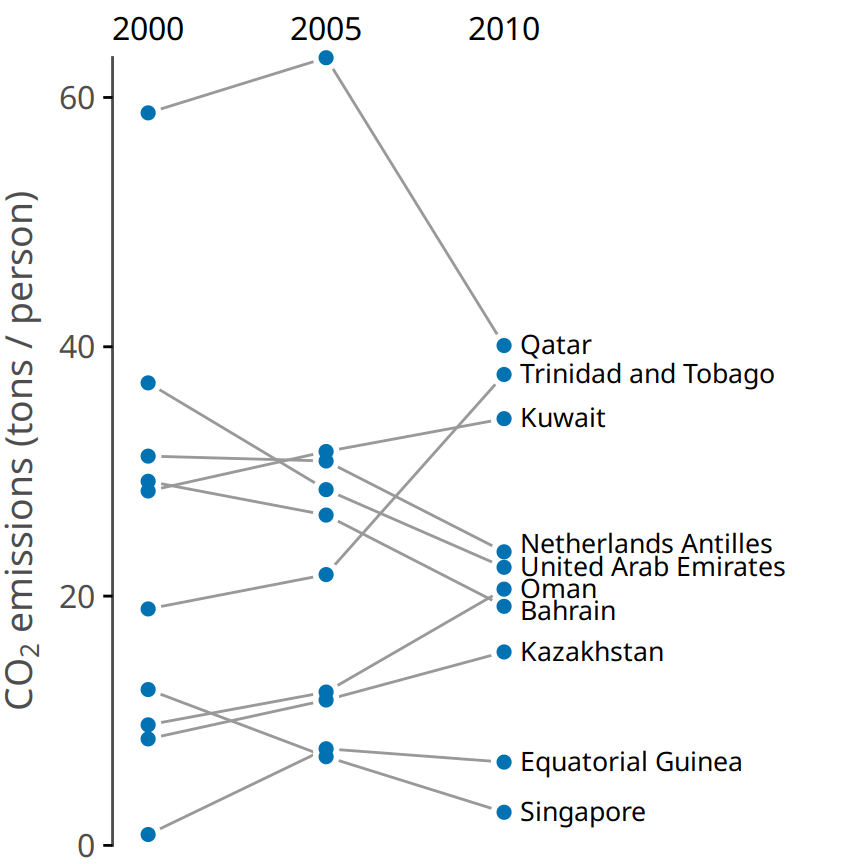 2000 2005 2010
60
40
20
0
CO₂ emissions (tons / person)
Qatar
Trinidad and Tobago
Kuwait
Netherlands Antilles
United Arab Emirates
Oman
Bahrain
Kazakhstan
Equatorial Guinea
Singapore